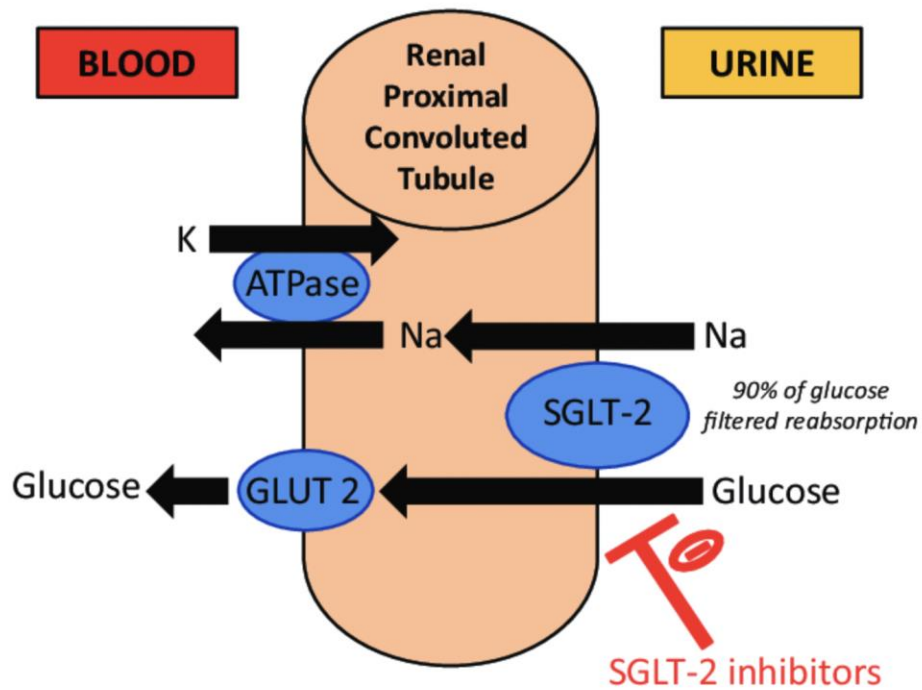 BLOOD
Renal
Proximal
Convoluted
Tubule
URINE
K
ATPase
Na
Na
SGLT-2
90% of glucose
filtered reabsorption
Glucose
GLUT 2
Glucose
SGLT-2 inhibitors